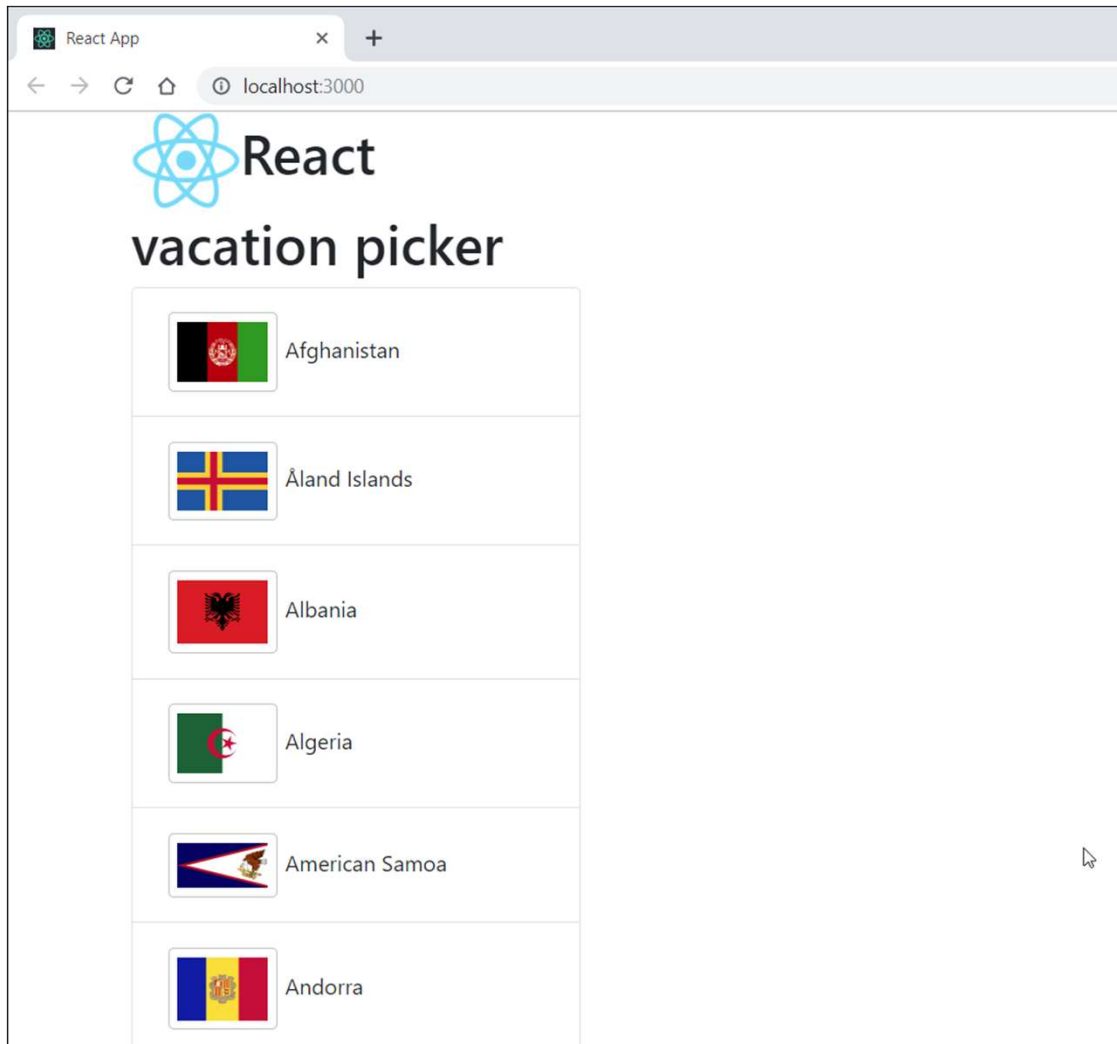 React App
localhost:3000
React
vacation picker
Afghanistan
Åland Islands
Albania
Algeria
American Samoa
Andorra